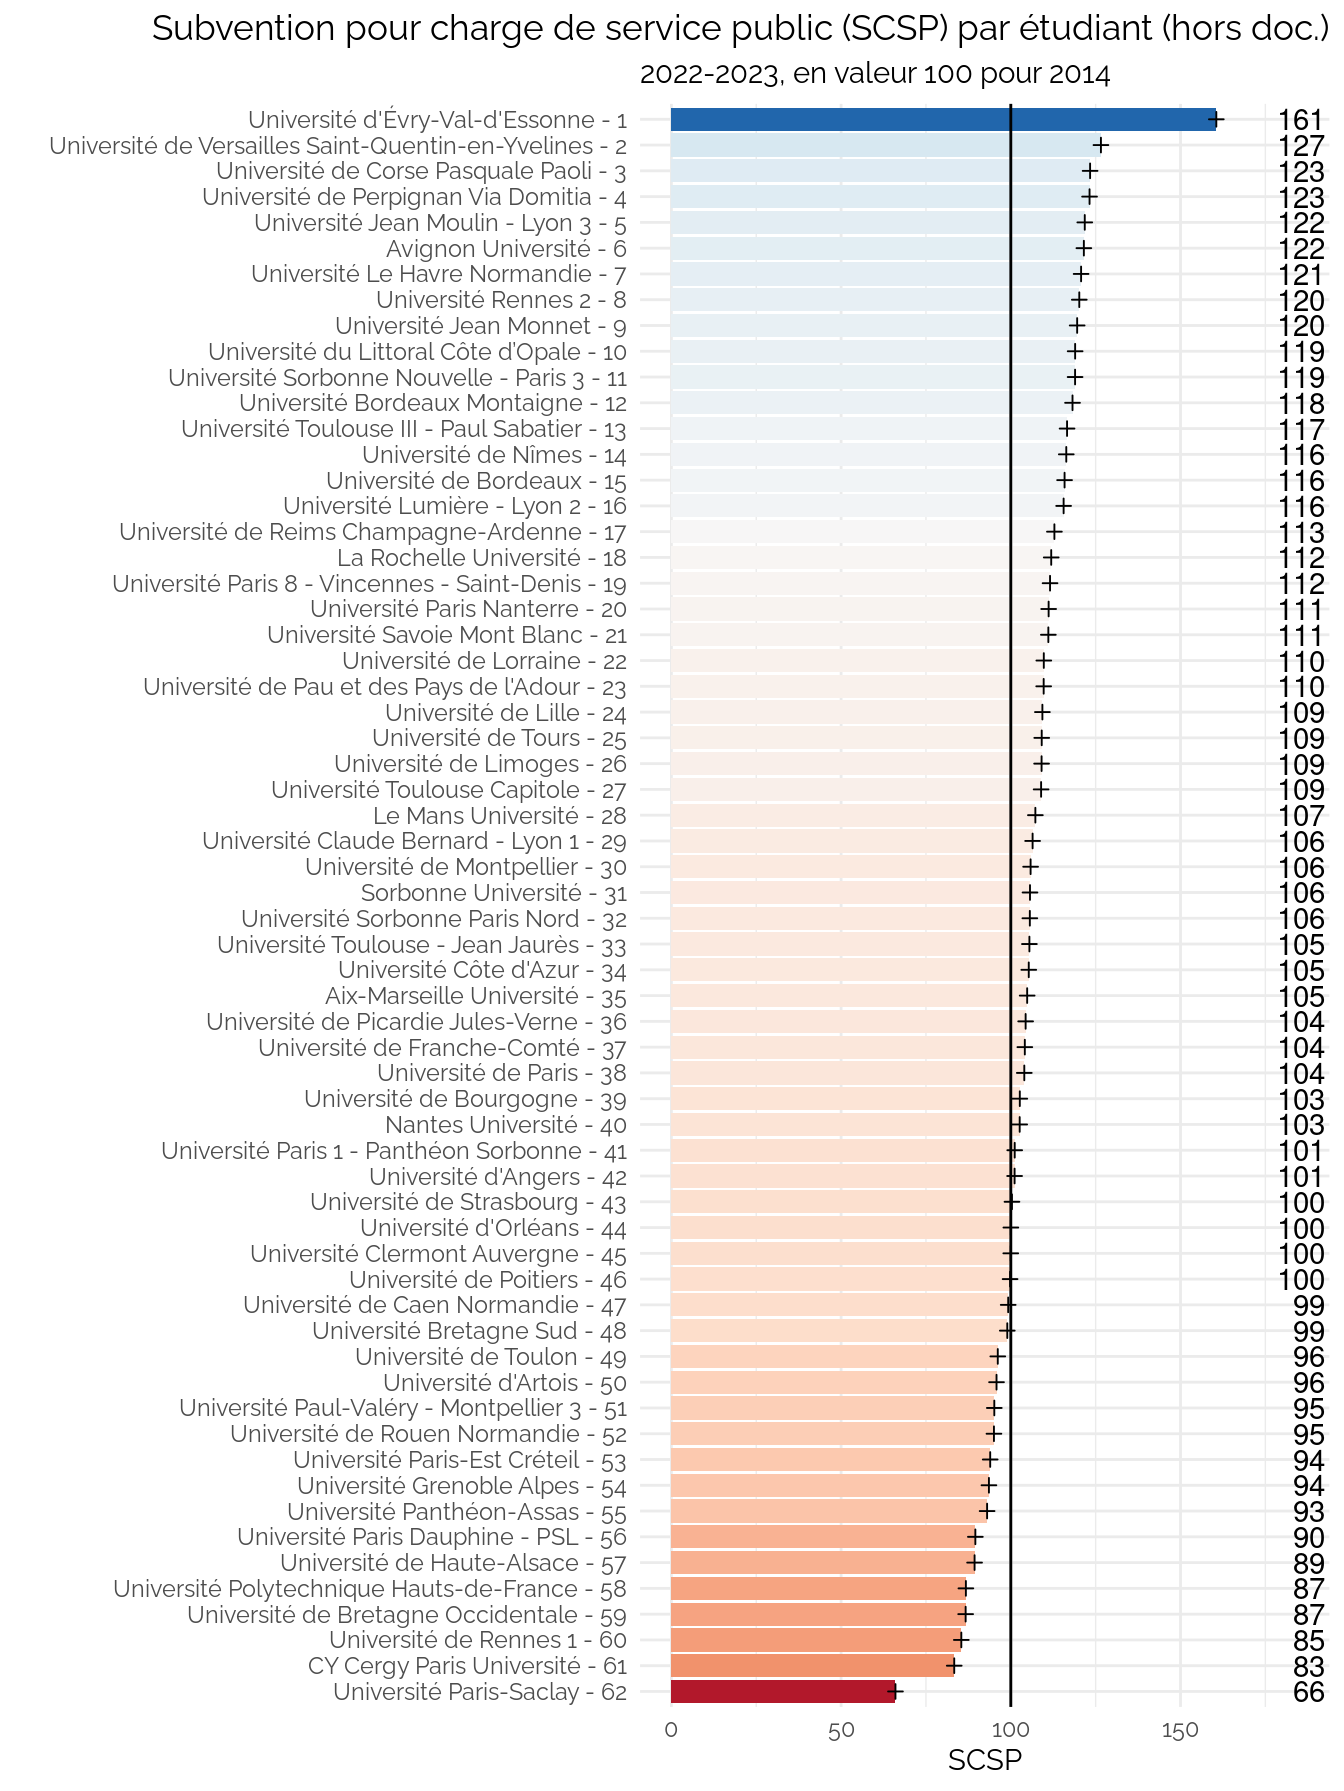 Subvention pour charge de service public (SCSP) par étudiant (hors doc.)
2022-2023, en valeur 100 pour 2014
Université d'Évry-Val-d'Essonne - 1 161
Université de Versailles Saint-Quentin-en-Yvelines - 2 127
Université de Corse Pasquale Paoli - 3 123
Université de Perpignan Via Domitia - 4 123
Université Jean Moulin - Lyon 3 - 5 122
Avignon Université - 6 122
Université Le Havre Normandie - 7 121
Université Rennes 2 - 8 120
Université Jean Monnet - 9 120
Université du Littoral Côte d’Opale - 10 119
Université Sorbonne Nouvelle - Paris 3 - 11 119
Université Bordeaux Montaigne - 12 118
Université Toulouse III - Paul Sabatier - 13 117
Université de Nîmes - 14 116
Université de Bordeaux - 15 116
Université Lumière - Lyon 2 - 16 116
Université de Reims Champagne-Ardenne - 17 113
La Rochelle Université - 18 112
Université Paris 8 - Vincennes - Saint-Denis - 19 112
Université Paris Nanterre - 20 111
Université Savoie Mont Blanc - 21 111
Université de Lorraine - 22 110
Université de Pau et des Pays de l'Adour - 23 110
Université de Lille - 24 109
Université de Tours - 25 109
Université de Limoges - 26 109
Université Toulouse Capitole - 27 109
Le Mans Université - 28 107
Université Claude Bernard - Lyon 1 - 29 106
Université de Montpellier - 30 106
Sorbonne Université - 31 106
Université Sorbonne Paris Nord - 32 106
Université Toulouse - Jean Jaurès - 33 105
Université Côte d'Azur - 34 105
Aix-Marseille Université - 35 105
Université de Picardie Jules-Verne - 36 104
Université de Franche-Comté - 37 104
Université de Paris - 38 104
Université de Bourgogne - 39 103
Nantes Université - 40 103
Université Paris 1 - Panthéon Sorbonne - 41 101
Université d'Angers - 42 101
Université de Strasbourg - 43 100
Université d'Orléans - 44 100
Université Clermont Auvergne - 45 100
Université de Poitiers - 46 100
Université de Caen Normandie - 47 99
Université Bretagne Sud - 48 99
Université de Toulon - 49 96
Université d'Artois - 50 96
Université Paul-Valéry - Montpellier 3 - 51 95
Université de Rouen Normandie - 52 95
Université Paris-Est Créteil - 53 94
Université Grenoble Alpes - 54 94
Université Panthéon-Assas - 55 93
Université Paris Dauphine - PSL - 56 90
Université de Haute-Alsace - 57 89
Université Polytechnique Hauts-de-France - 58 87
Université de Bretagne Occidentale - 59 87
Université de Rennes 1 - 60 85
CY Cergy Paris Université - 61 83
Université Paris-Saclay - 62 66
0 50 100 150
SCSP